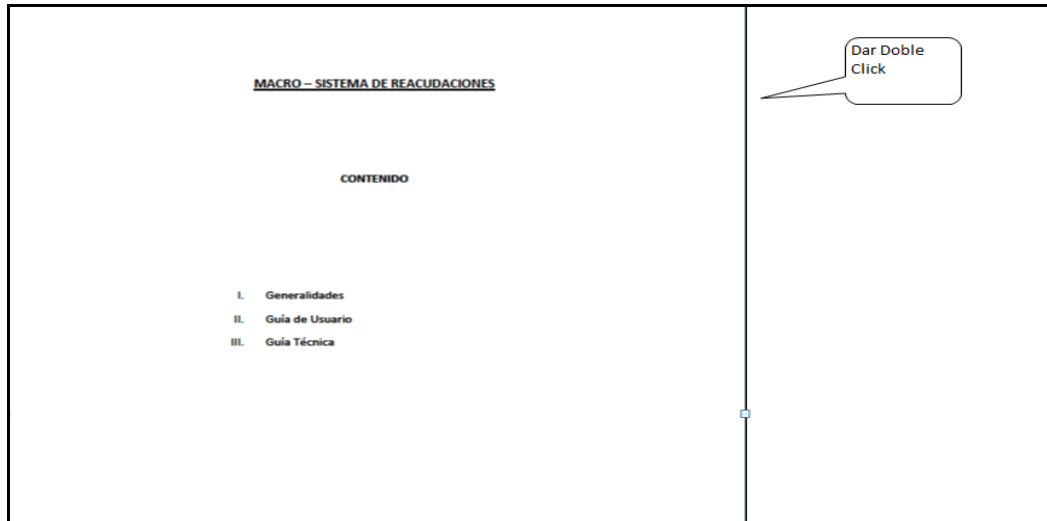 MACRO – SISTEMA DE REACUDACIONES
CONTENIDO
I. Generalidades
II. Guía de Usuario
III. Guía Técnica
Dar Doble
Click